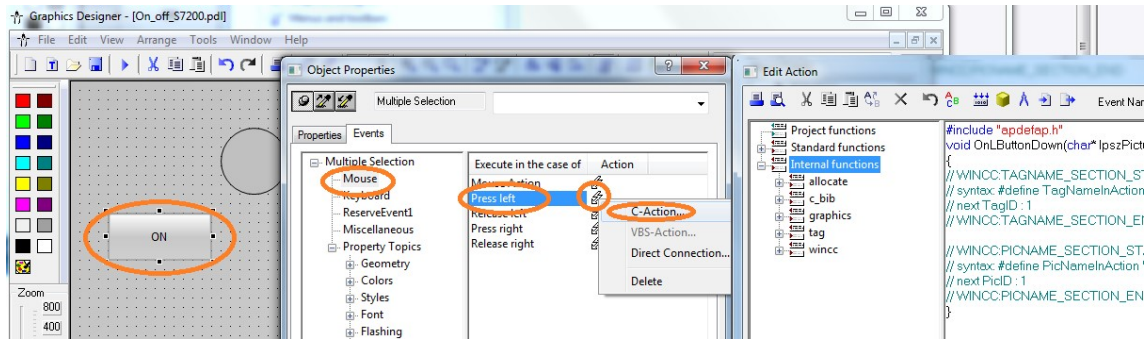 Graphics Designer - [On_off_S7200.pdl]
File Edit View Arrange Tools Window Help
ON
Zoom
800
400
Object Properties
Multiple Selection
Properties Events
Multiple Selection
Mouse
Keyboard
ReserveEvent1
Miscellaneous
Property Topics
Geometry
Colors
Styles
Font
Flashing
Execute in the case of Action
Mouse Action
Press left
Release left
Press right
Release right
C-Action...
VBS-Action...
Direct Connection...
Delete
Edit Action
Event Nar
Project functions
Standard functions
Internal functions
allocate
c_bib
graphics
tag
wincc
#include "apdefap.h"
void OnLButtonDown(char* lpszPictu
{
// WINCC:TAGNAME_SECTION_ST
// syntax: #define TagNameInAction
// next TagID : 1
// WINCC:TAGNAME_SECTION_EN
// WINCC:PICNAME_SECTION_STA
// syntax: #define PicNameInAction "
// next PicID : 1
// WINCC:PICNAME_SECTION_EN
}